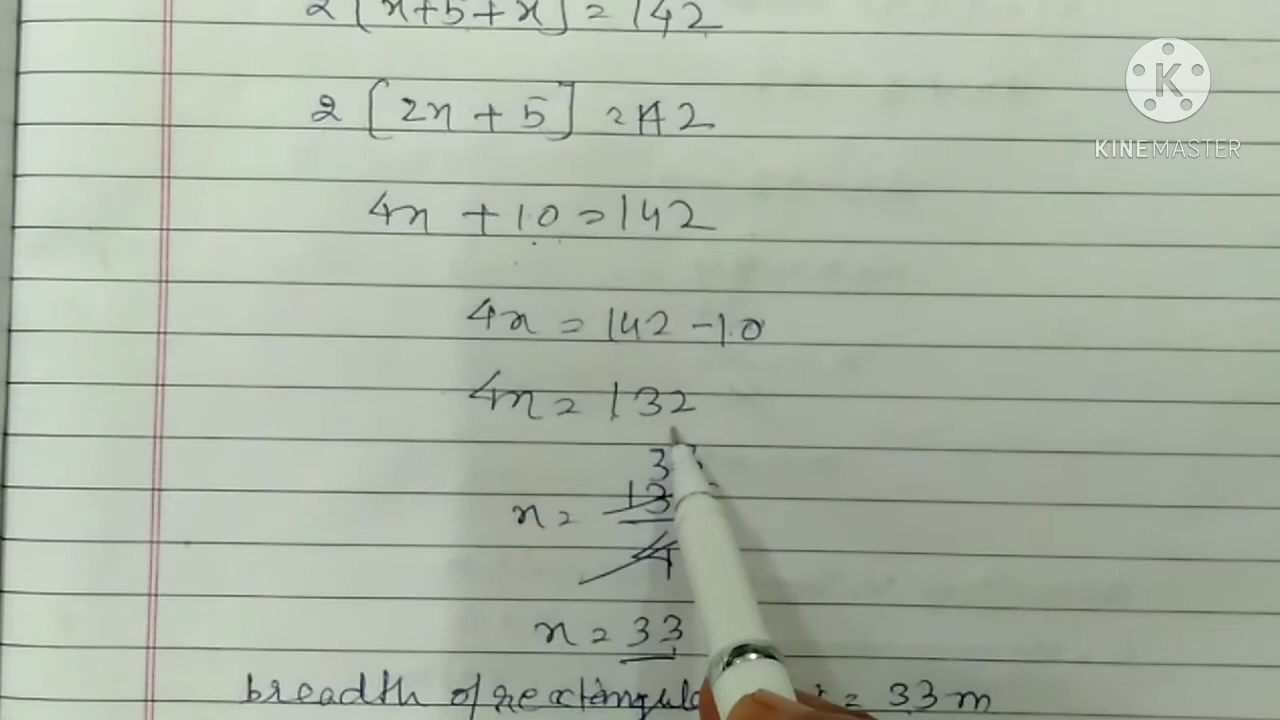 2 [x+5+x] = 142
2 [2x + 5] = 142
4x + 10 = 142
4x = 142 - 10
4x = 132
33
x = 132
4
x = 33
breadth of = 33 m
K
KINEMASTER